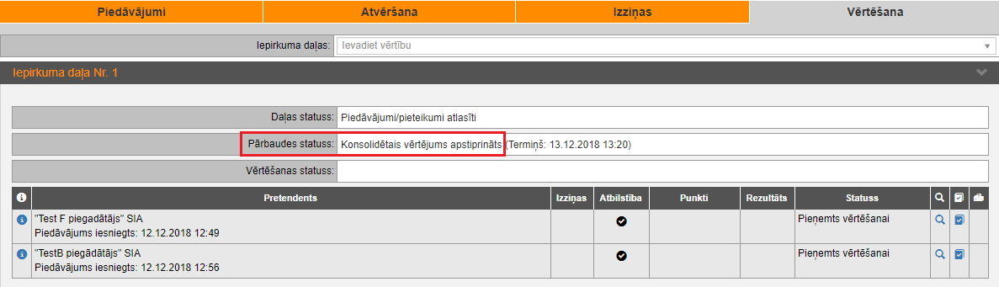 Piedāvājumi Atvēršana Izziņas Vērtēšana
Iepirkuma daļas: Ievadiet vērtību
Iepirkuma daļa Nr. 1
Daļas statuss: Piedāvājumi/pieteikumi atlasīti
Pārbaudes statuss: Konsolidētais vērtējums apstiprināts (Termiņš: 13.12.2018 13:20)
Vērtēšanas statuss:
Pretendents Izziņas Atbilstība Punkti Rezultāts Statuss
"Test F piegadātājs" SIA Pieņemts vērtēšanai
Piedāvājums iesniegts: 12.12.2018 12:49
"TestB piegādātājs" SIA Pieņemts vērtēšanai
Piedāvājums iesniegts: 12.12.2018 12:56